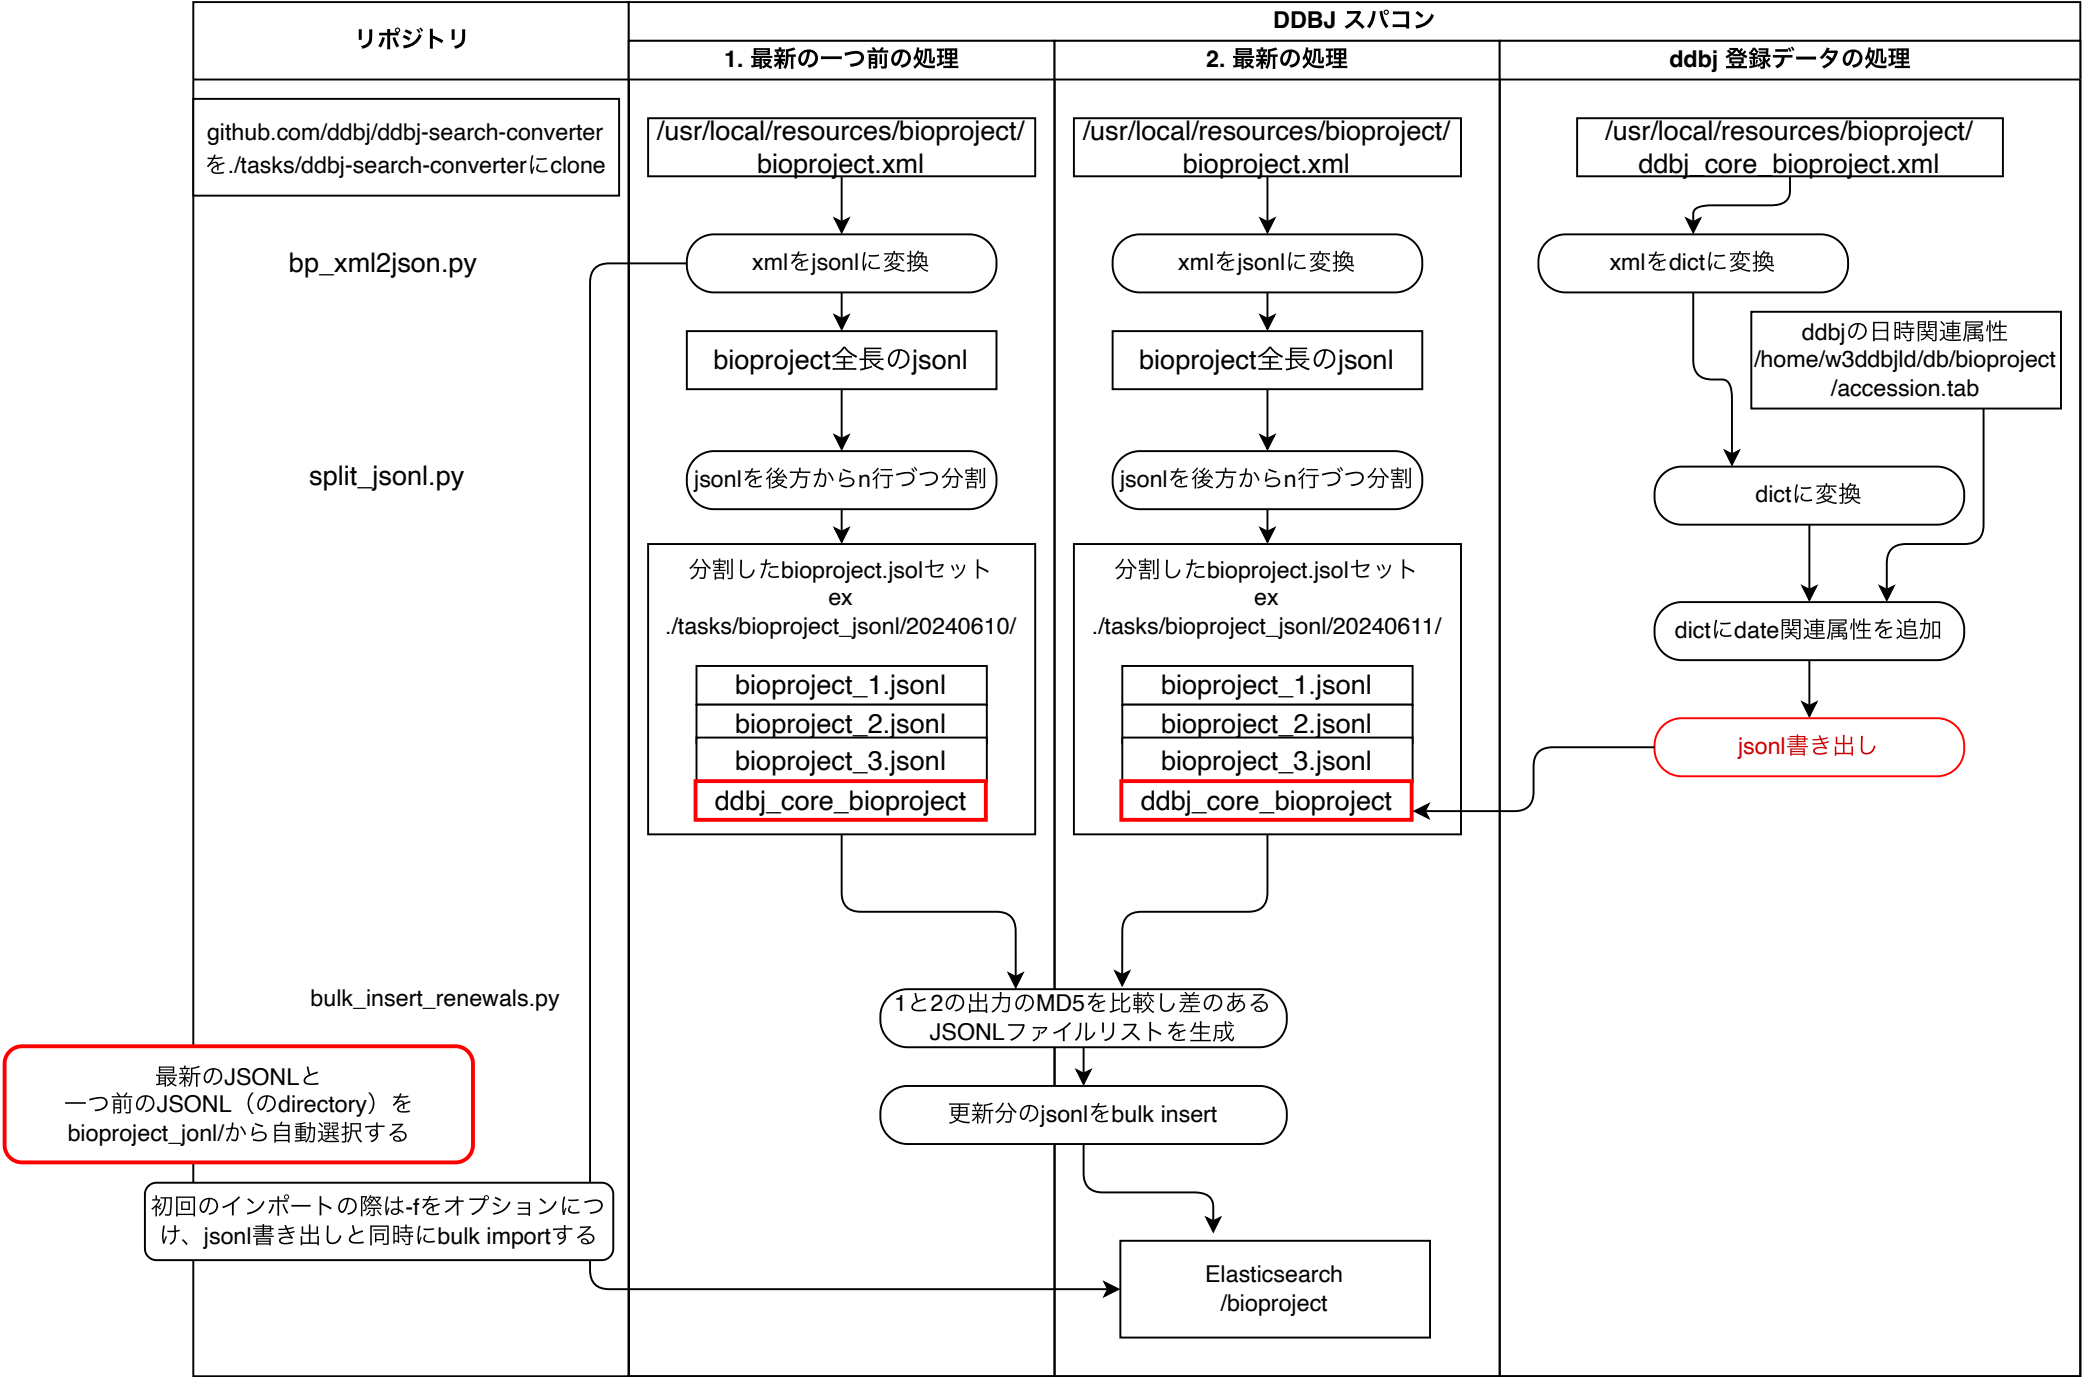 リポジトリ
DDBJ スパコン
1. 最新の一つ前の処理
2. 最新の処理
ddbj 登録データの処理
github.com/ddbj/ddbj-search-converter
を./tasks/ddbj-search-converterにclone
/usr/local/resources/bioproject/
bioproject.xml
/usr/local/resources/bioproject/
bioproject.xml
/usr/local/resources/bioproject/
ddbj_core_bioproject.xml
bp_xml2json.py
xmlをjsonlに変換
xmlをjsonlに変換
xmlをdictに変換
bioproject全長のjsonl
bioproject全長のjsonl
ddbjの日時関連属性
/home/w3ddbjld/db/bioproject
/accession.tab
split_jsonl.py
jsonlを後方からn行づつ分割
jsonlを後方からn行づつ分割
dictに変換
分割したbioproject.jsolセット
ex
./tasks/bioproject_jsonl/20240610/
bioproject_1.jsonl
bioproject_2.jsonl
bioproject_3.jsonl
ddbj_core_bioproject
分割したbioproject.jsolセット
ex
./tasks/bioproject_jsonl/20240611/
bioproject_1.jsonl
bioproject_2.jsonl
bioproject_3.jsonl
ddbj_core_bioproject
dictにdate関連属性を追加
jsonl書き出し
bulk_insert_renewals.py
1と2の出力のMD5を比較し差のある
JSONLファイルリストを生成
最新のJSONLと
一つ前のJSONL（のdirectory）を
bioproject_jonl/から自動選択する
更新分のjsonlをbulk insert
初回のインポートの際は-fをオプションにつ
け、jsonl書き出しと同時にbulk importする
Elasticsearch
/bioproject